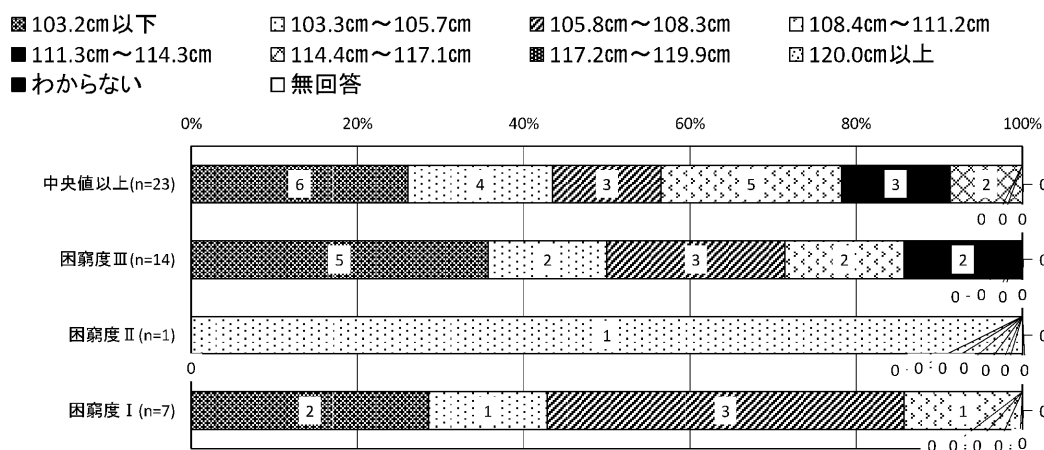 103.2㎝以下 103.3㎝～105.7㎝ 105.8㎝～108.3㎝ 108.4㎝～111.2㎝
111.3㎝～114.3㎝ 114.4㎝～117.1㎝ 117.2㎝～119.9㎝ 120.0㎝以上
わからない 無回答
0% 20% 40% 60% 80% 100%
中央値以上(n=23) 6 4 3 5 3 2 0
0 0 0
困窮度Ⅲ(n=14) 5 2 3 2 2 0
0 0 0 0
困窮度Ⅱ(n=1) 1 0
0 0 0 0 0 0 0 0
困窮度Ⅰ(n=7) 2 1 3 1 0
0 0 0 0 0